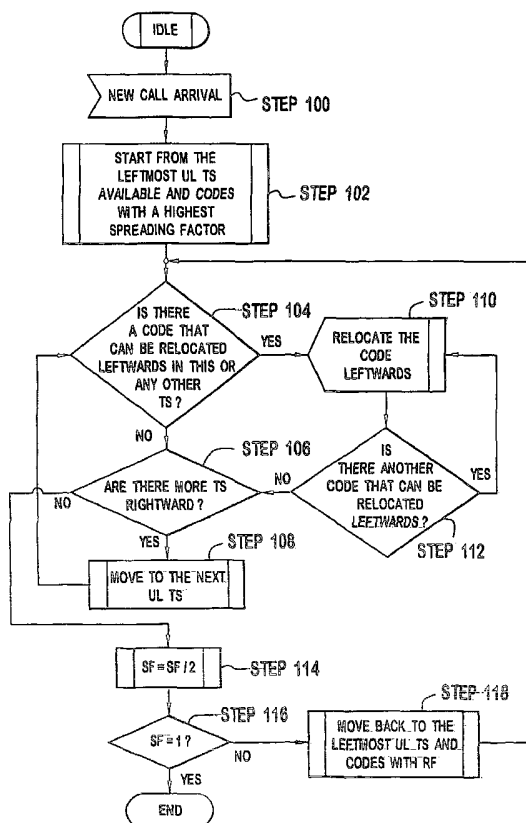 IDLE
NEW CALL ARRIVAL
STEP 100
START FROM THE
LEFTMOST UL TS
AVAILABLE AND CODES
WITH A HIGHEST
SPREADING FACTOR
STEP 102
STEP 104
IS THERE
A CODE THAT
CAN BE RELOCATED
LEFTWARDS IN THIS OR
ANY OTHER
TS ?
YES
NO
STEP 110
RELOCATE THE
CODE
LEFTWARDS
IS
THERE ANOTHER
CODE THAT CAN BE
RELOCATED
LEFTWARDS ?
YES
NO
STEP 112
STEP 106
ARE THERE MORE TS
RIGHTWARD ?
NO
YES
STEP 108
MOVE TO THE NEXT
UL TS
SF = SF / 2
STEP 114
STEP 116
SF = 1 ?
NO
YES
STEP 118
MOVE BACK TO THE
LEFTMOST UL TS AND
CODES WITH RF
END